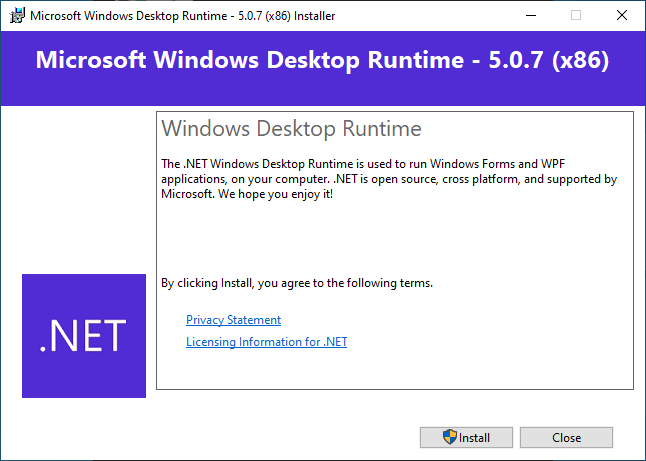 Microsoft Windows Desktop Runtime - 5.0.7 (x86) Installer
Microsoft Windows Desktop Runtime - 5.0.7 (x86)
Windows Desktop Runtime
The .NET Windows Desktop Runtime is used to run Windows Forms and WPF
applications, on your computer. .NET is open source, cross platform, and supported by
Microsoft. We hope you enjoy it!
By clicking Install, you agree to the following terms.
Privacy Statement
Licensing Information for .NET
.NET
Install
Close